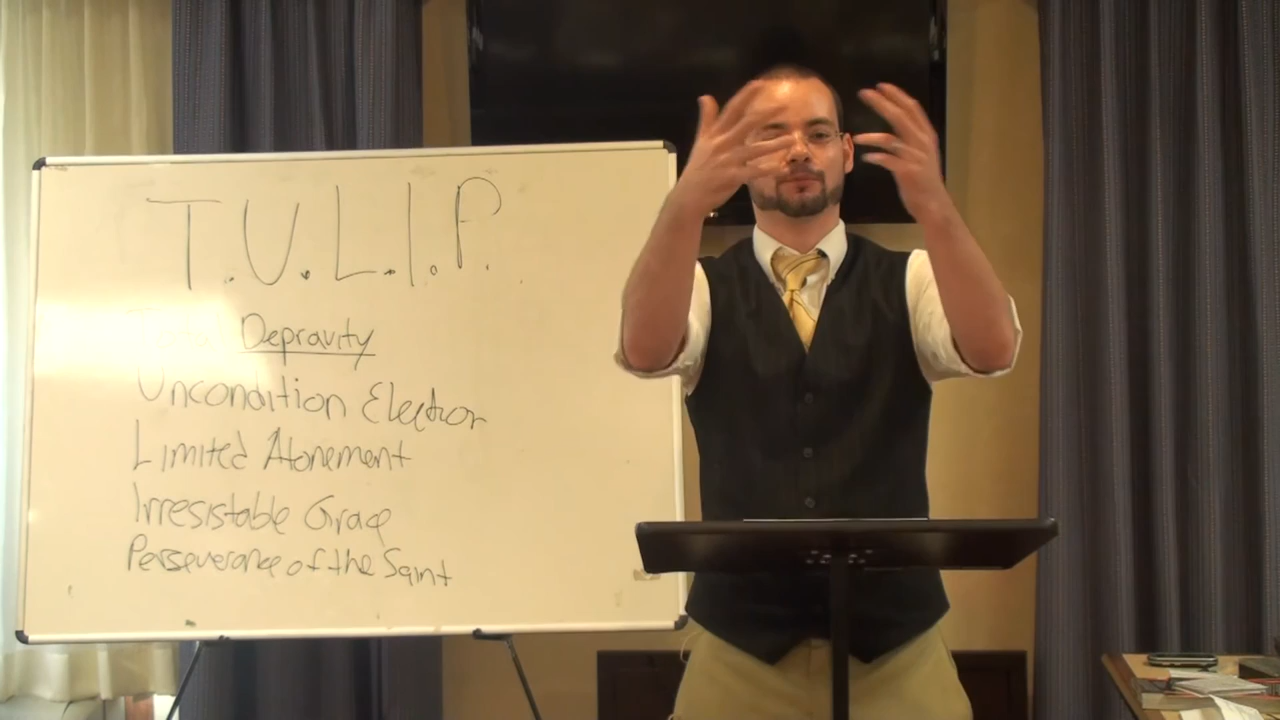 T.U.L.I.P.
Depravity
Uncondition Election
Limited Atonement
Irresistable Grace
Perseverance of the Saint